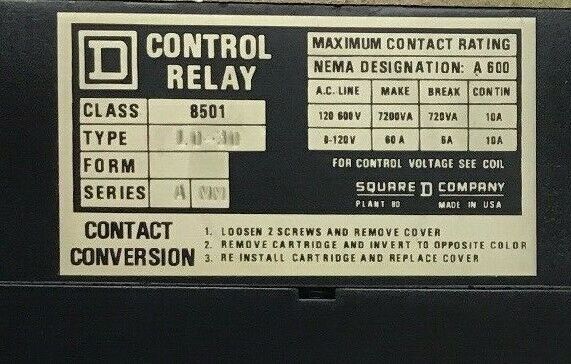 D CONTROL
RELAY
CLASS 8501
TYPE
FORM
SERIES A
MAXIMUM CONTACT RATING
NEMA DESIGNATION: A 600
A.C. LINE MAKE BREAK CONTIN
120 600V 7200VA 720VA 10A
0-120V 60A 6A 10A
FOR CONTROL VOLTAGE SEE COIL
SQUARE D COMPANY
PLANT 80 MADE IN USA
CONTACT CONVERSION
1. LOOSEN 2 SCREWS AND REMOVE COVER
2. REMOVE CARTRIDGE AND INVERT TO OPPOSITE COLOR
3. RE INSTALL CARTRIDGE AND REPLACE COVER